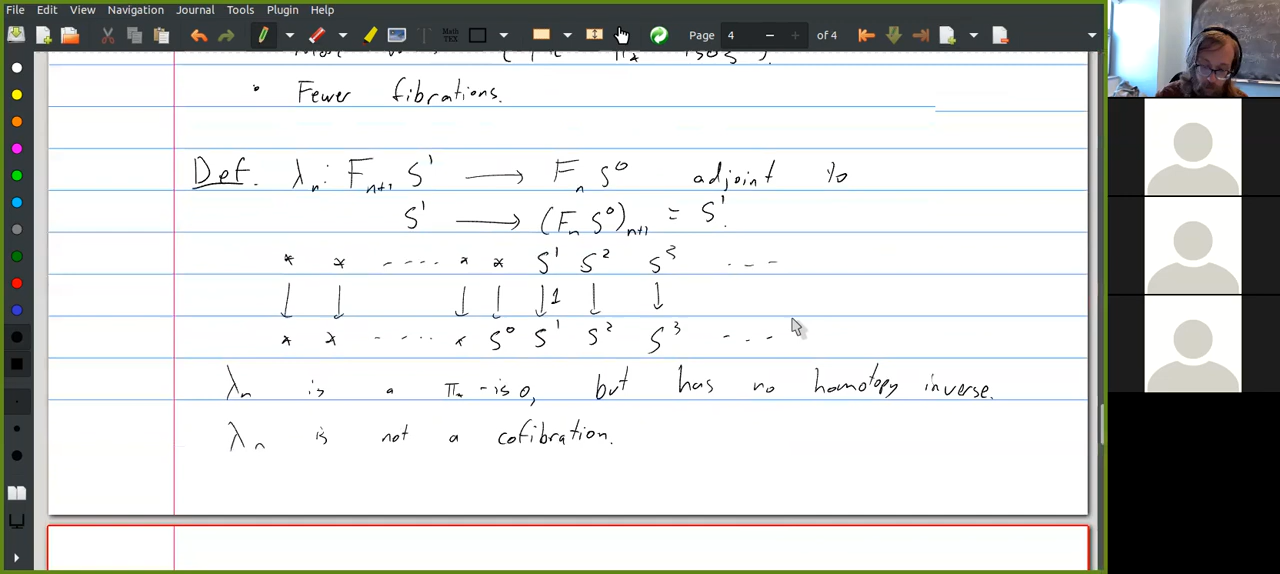 File Edit View Navigation Journal Tools Plugin Help
Math TEX
Page 4 of 4
• Fewer fibrations.
Def. λₙ: Fₙ₊₁ S¹ ⟶ Fₙ S⁰ adjoint to
S¹ ⟶ (Fₙ S⁰)ₙ₊₁ = S¹.
* * ---- * * S¹ S² S³ ---
↓ ↓ ↓ ↓ ↓1 ↓ ↓
* * ---- * S⁰ S¹ S² S³ ---
λₙ is a π*-iso, but has no homotopy inverse.
λₙ is not a cofibration.